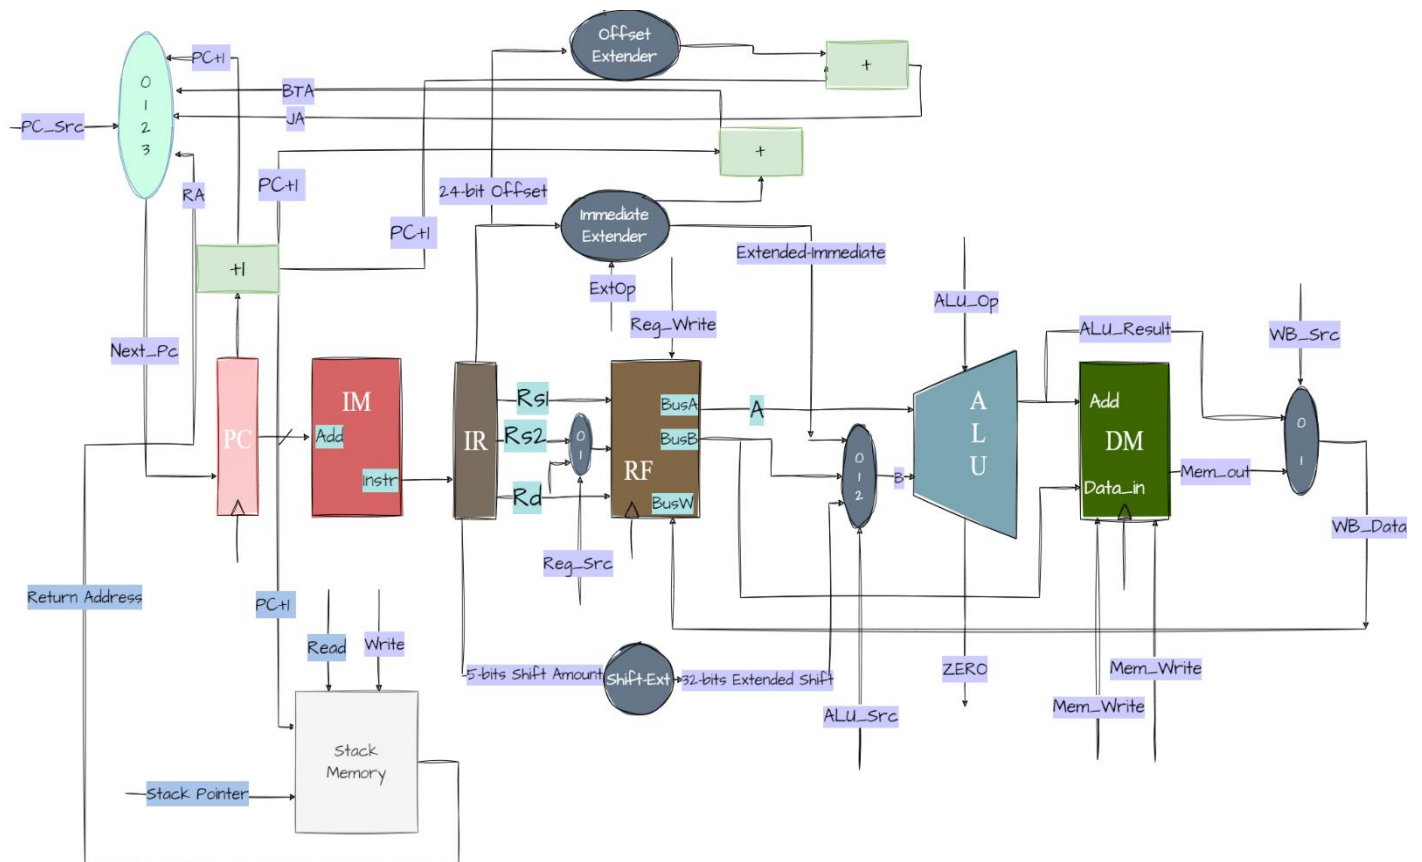 Offset
Extender
+
PC+1
0
1
2
3
BTA
JA
PC_Src
+
PC+1
RA
24-bit Offset
Immediate
Extender
PC+1
Extended-Immediate
+1
ExtOp
ALU_Op
Reg_Write
ALU_Result
WB_Src
Next_Pc
IM
Rs1
BusA
A
A
L
U
Add
PC
Add
IR
Rs2
0
1
BusB
DM
0
1
RF
0
1
2
Instr
B
Mem_out
Rd
BusW
Data_in
WB_Data
Reg_Src
Return Address
PC+1
Read
Write
5-bits Shift Amount
Shift-Ext
32-bits Extended Shift
ZERO
Mem_Write
Mem_Write
ALU_Src
Stack
Memory
Stack Pointer